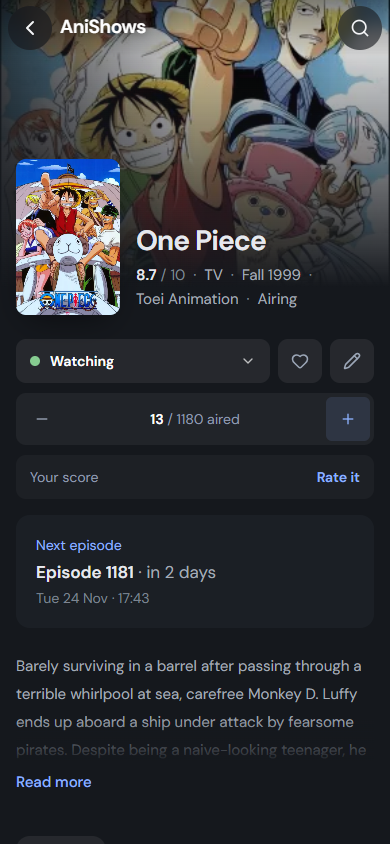 AniShows
ONE PIECE
One Piece
8.7 / 10 · TV · Fall 1999 ·
Toei Animation · Airing
Watching
− 13 / 1180 aired +
Your score Rate it
Next episode
Episode 1181 · in 2 days
Tue 24 Nov · 17:43
Barely surviving in a barrel after passing through a
terrible whirlpool at sea, carefree Monkey D. Luffy
ends up aboard a ship under attack by fearsome
pirates. Despite being a naive-looking teenager, he
Read more